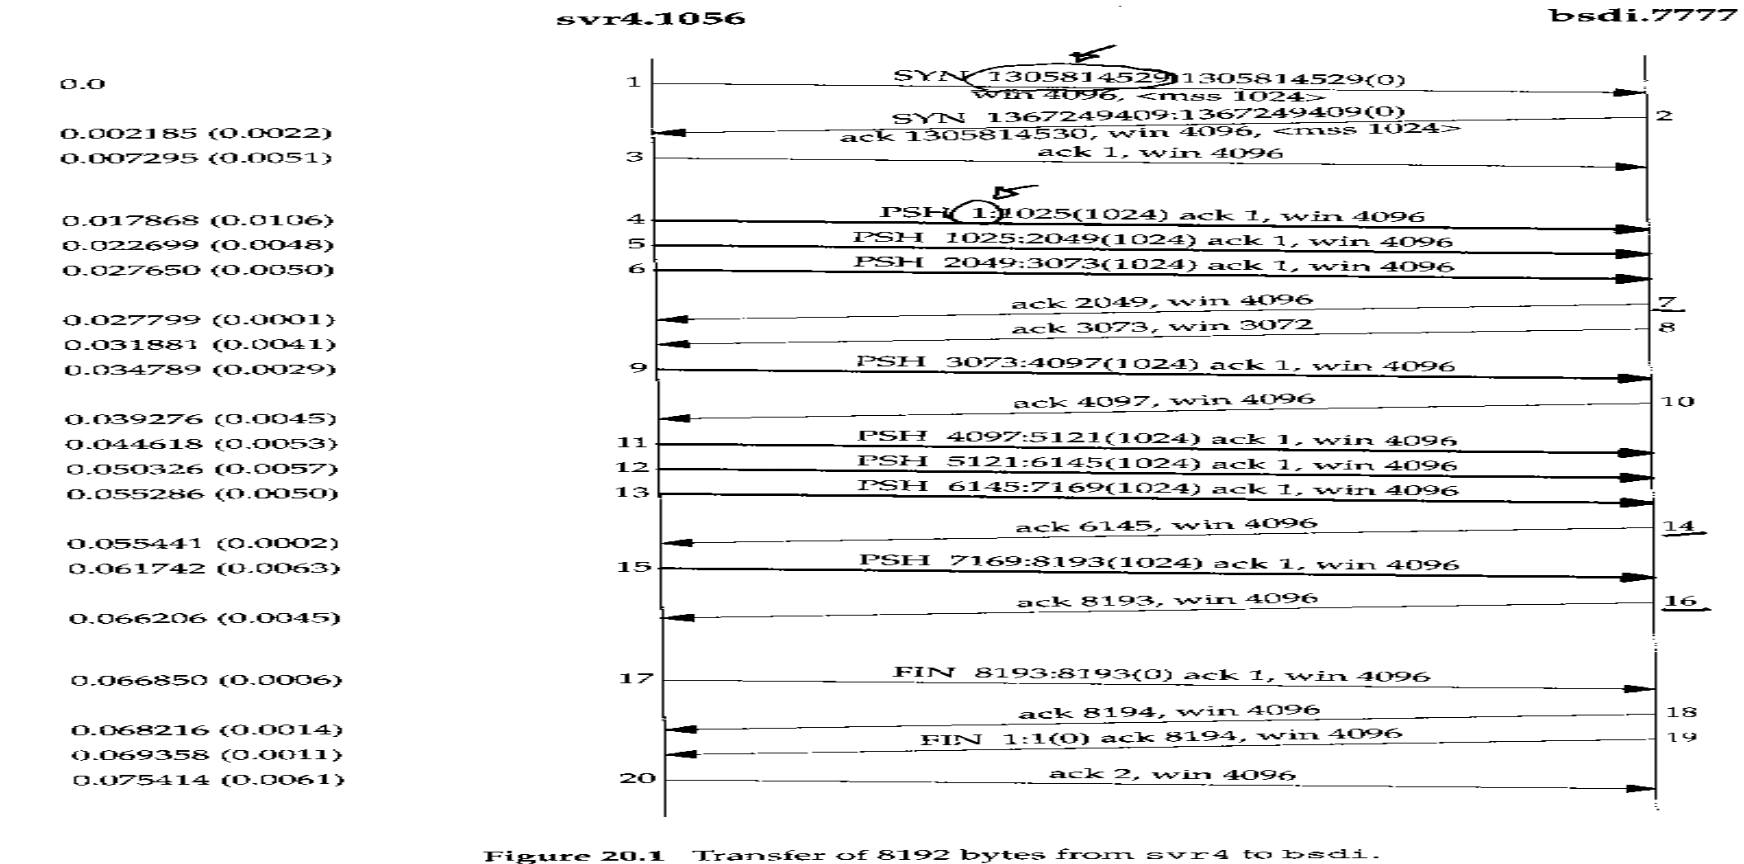 svr4.1056 bsdi.7777
0.0 1 SYN 1305814529:1305814529(0)
win 4096, <mss 1024>
SYN 1367249409:1367249409(0) 2
0.002185 (0.0022) ack 1305814530, win 4096, <mss 1024>
0.007295 (0.0051) 3 ack 1, win 4096
0.017868 (0.0106) 4 PSH 1:1025(1024) ack 1, win 4096
0.022699 (0.0048) 5 PSH 1025:2049(1024) ack 1, win 4096
0.027650 (0.0050) 6 PSH 2049:3073(1024) ack 1, win 4096
0.027799 (0.0001) ack 2049, win 4096 7
0.031881 (0.0041) ack 3073, win 3072 8
0.034789 (0.0029) 9 PSH 3073:4097(1024) ack 1, win 4096
0.039276 (0.0045) ack 4097, win 4096 10
0.044618 (0.0053) 11 PSH 4097:5121(1024) ack 1, win 4096
0.050326 (0.0057) 12 PSH 5121:6145(1024) ack 1, win 4096
0.055286 (0.0050) 13 PSH 6145:7169(1024) ack 1, win 4096
0.055441 (0.0002) ack 6145, win 4096 14
0.061742 (0.0063) 15 PSH 7169:8193(1024) ack 1, win 4096
0.066206 (0.0045) ack 8193, win 4096 16
0.066850 (0.0006) 17 FIN 8193:8193(0) ack 1, win 4096
0.068216 (0.0014) ack 8194, win 4096 18
0.069358 (0.0011) FIN 1:1(0) ack 8194, win 4096 19
0.075414 (0.0061) 20 ack 2, win 4096
Figure 20.1 Transfer of 8192 bytes from svr4 to bsdi.